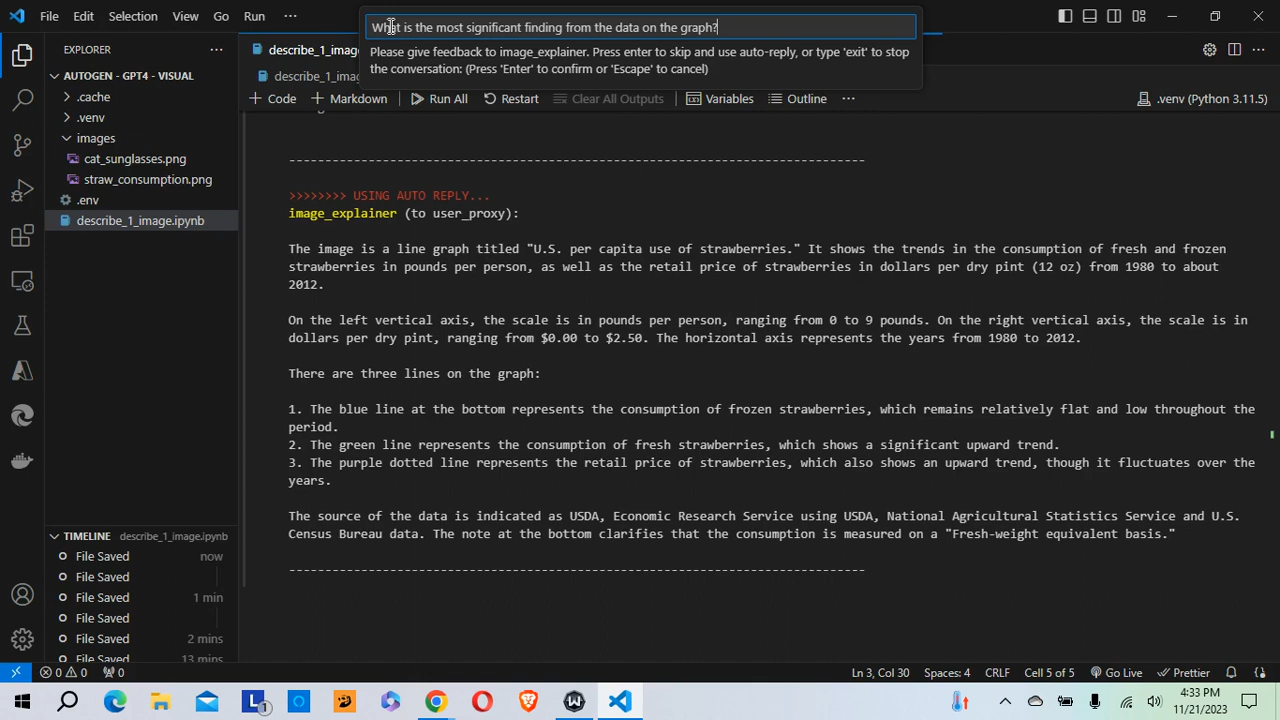 File Edit Selection View Go Run ···
What is the most significant finding from the data on the graph?
Please give feedback to image_explainer. Press enter to skip and use auto-reply, or type 'exit' to stop
the conversation: (Press 'Enter' to confirm or 'Escape' to cancel)
EXPLORER ···
describe_1_imag
AUTOGEN - GPT4 - VISUAL
describe_1_ima
.cache
.venv
images
cat_sunglasses.png
straw_consumption.png
.env
describe_1_image.ipynb
+ Code + Markdown Run All Restart Clear All Outputs Variables Outline ··· .venv (Python 3.11.5)
--------------------------------------------------------------------------------
>>>>>>>> USING AUTO REPLY...
image_explainer (to user_proxy):
The image is a line graph titled "U.S. per capita use of strawberries." It shows the trends in the consumption of fresh and frozen
strawberries in pounds per person, as well as the retail price of strawberries in dollars per dry pint (12 oz) from 1980 to about
2012.
On the left vertical axis, the scale is in pounds per person, ranging from 0 to 9 pounds. On the right vertical axis, the scale is in
dollars per dry pint, ranging from $0.00 to $2.50. The horizontal axis represents the years from 1980 to 2012.
There are three lines on the graph:
1. The blue line at the bottom represents the consumption of frozen strawberries, which remains relatively flat and low throughout the
period.
2. The green line represents the consumption of fresh strawberries, which shows a significant upward trend.
3. The purple dotted line represents the retail price of strawberries, which also shows an upward trend, though it fluctuates over the
years.
The source of the data is indicated as USDA, Economic Research Service using USDA, National Agricultural Statistics Service and U.S.
Census Bureau data. The note at the bottom clarifies that the consumption is measured on a "Fresh-weight equivalent basis."
--------------------------------------------------------------------------------
TIMELINE describe_1_image.ipynb
File Saved now
File Saved
File Saved 1 min
File Saved
File Saved 2 mins
File Saved 13 mins
0 0 0 Ln 3, Col 30 Spaces: 4 CRLF Cell 5 of 5 Go Live Prettier
4:33 PM
11/21/2023